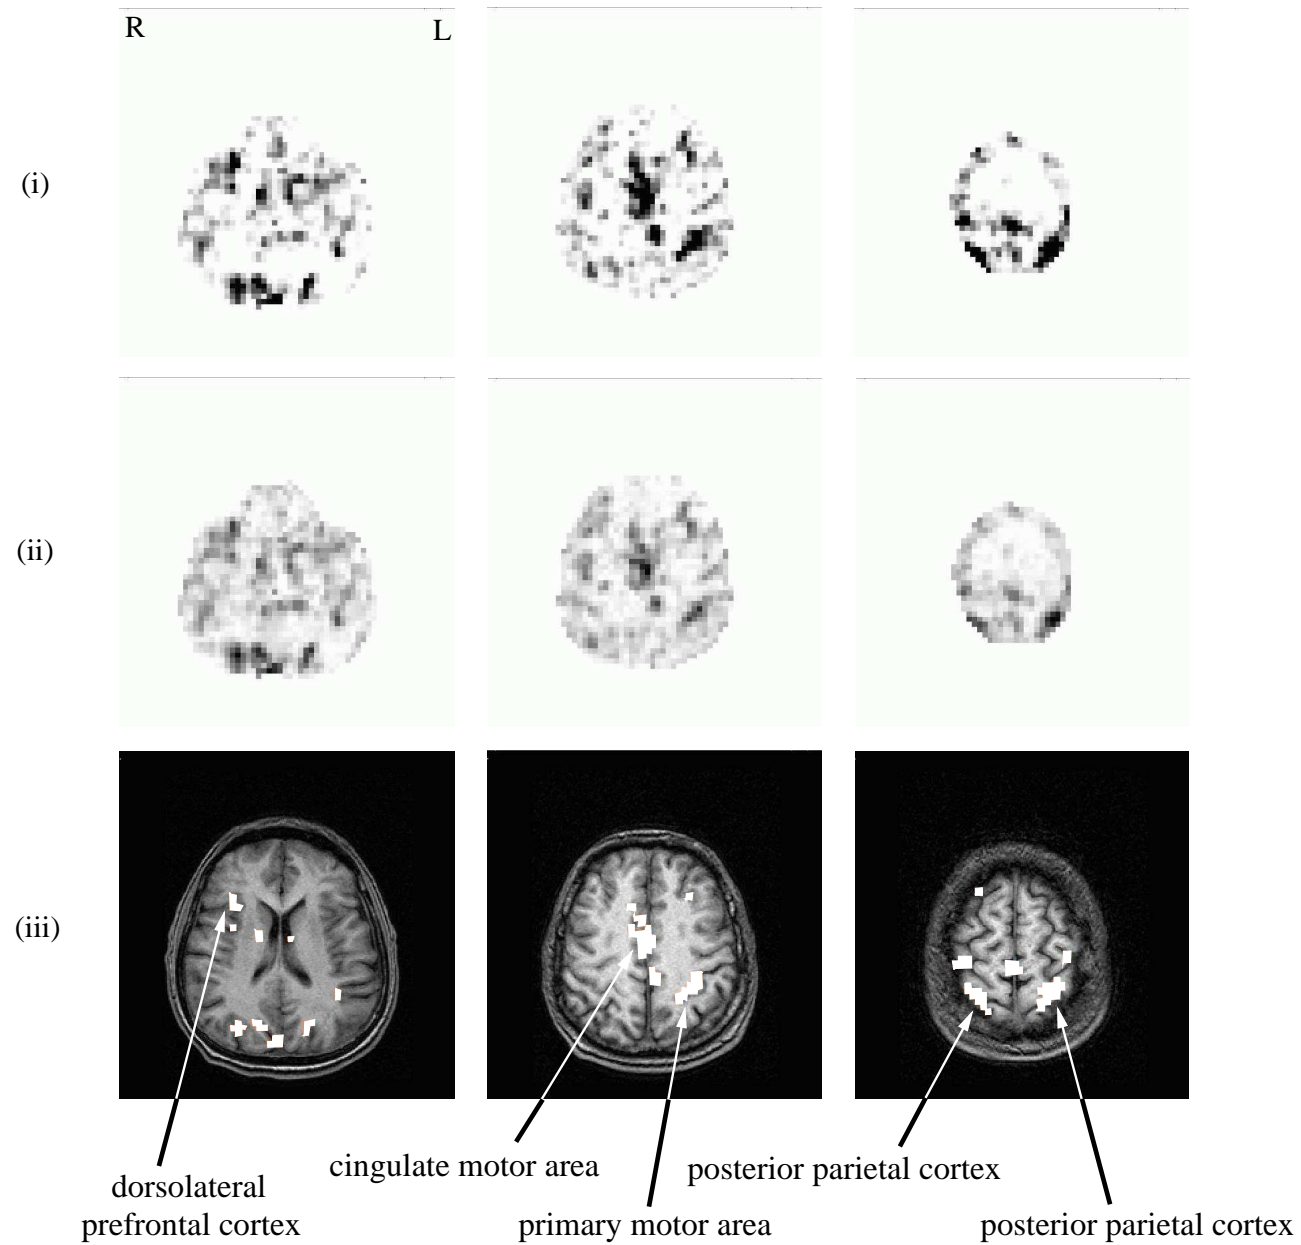 R
L
(i)
(ii)
(iii)
cingulate motor area
posterior parietal cortex
dorsolateral
prefrontal cortex
primary motor area
posterior parietal cortex